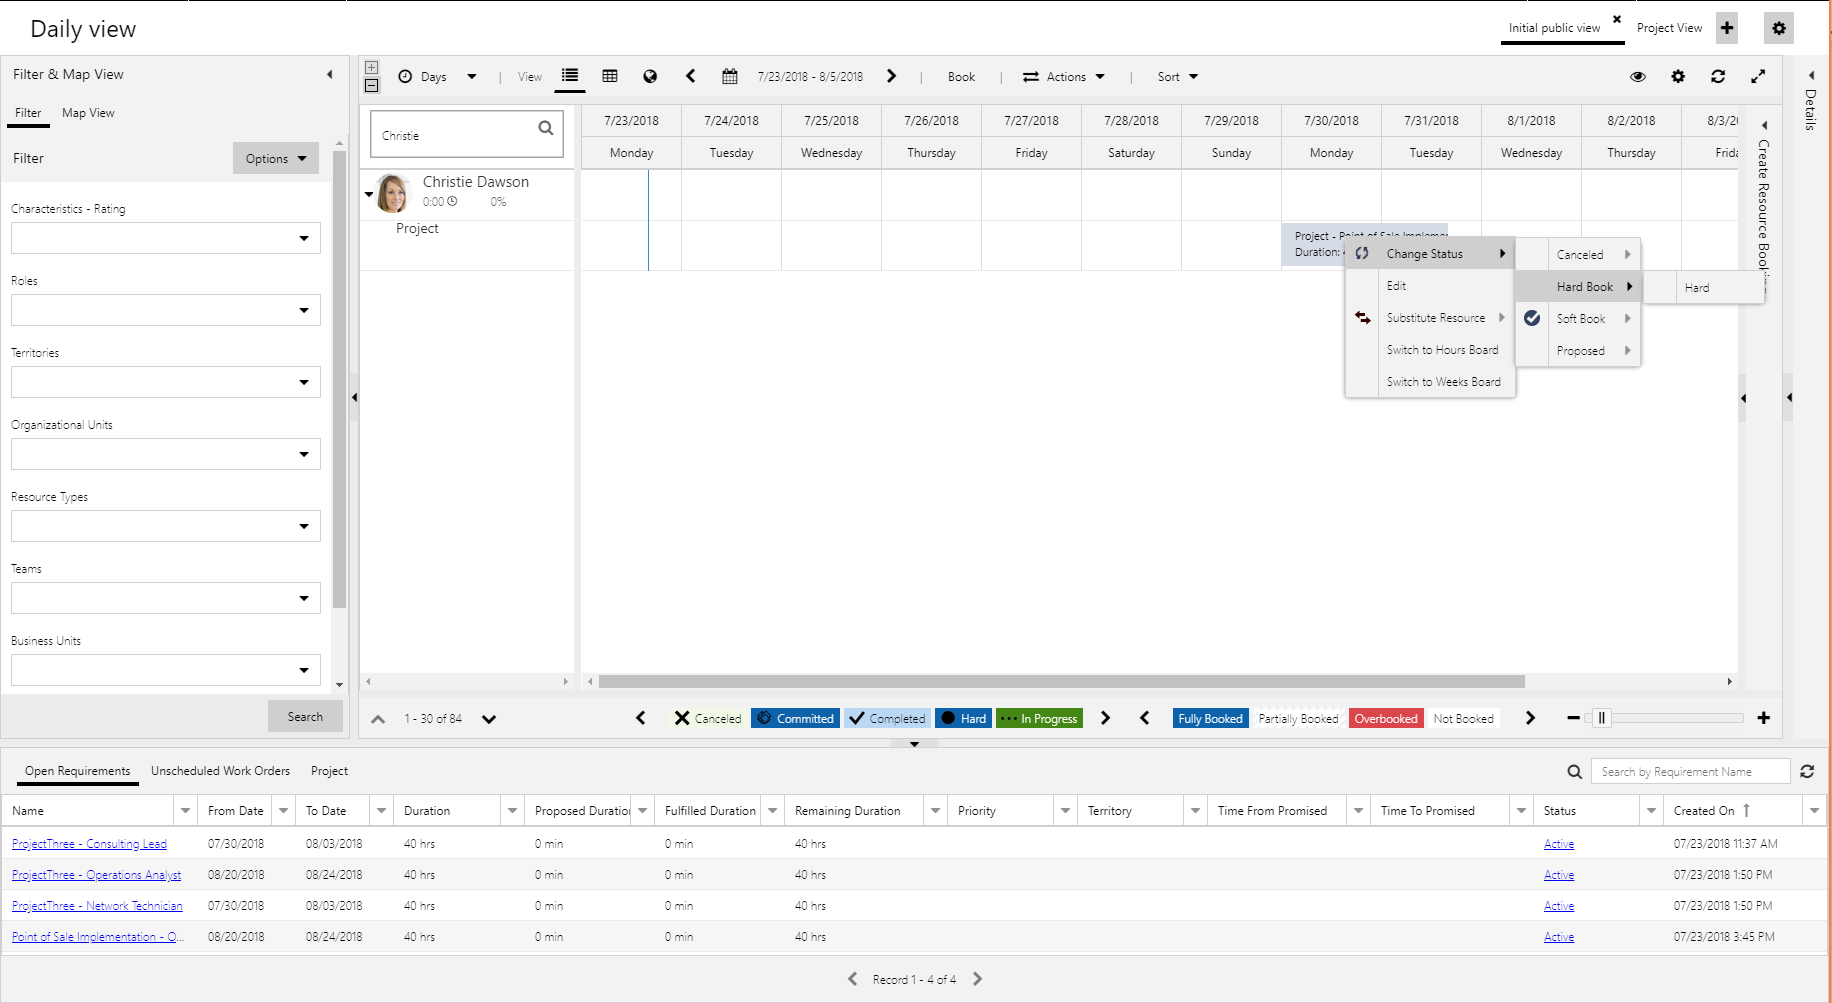 Daily view
Initial public view
Project View
Filter & Map View
Days
View
7/23/2018 - 8/5/2018
Book
Actions
Sort
Details
Filter
Map View
Filter
Options
Christie
7/23/2018 7/24/2018 7/25/2018 7/26/2018 7/27/2018 7/28/2018 7/29/2018 7/30/2018 7/31/2018 8/1/2018 8/2/2018 8/3/20
Monday Tuesday Wednesday Thursday Friday Saturday Sunday Monday Tuesday Wednesday Thursday Frida
Create Resource Booking
Christie Dawson
0:00 0%
Project
Project - Point of Sale Impleme
Duration:
Change Status
Edit
Substitute Resource
Switch to Hours Board
Switch to Weeks Board
Canceled
Hard Book
Soft Book
Proposed
Hard
Characteristics - Rating
Roles
Territories
Organizational Units
Resource Types
Teams
Business Units
Search
1 - 30 of 84
Canceled Committed Completed Hard In Progress
Fully Booked Partially Booked Overbooked Not Booked
Open Requirements Unscheduled Work Orders Project
Search by Requirement Name
Name From Date To Date Duration Proposed Duration Fulfilled Duration Remaining Duration Priority Territory Time From Promised Time To Promised Status Created On
ProjectThree - Consulting Lead 07/30/2018 08/03/2018 40 hrs 0 min 0 min 40 hrs Active 07/23/2018 11:37 AM
ProjectThree - Operations Analyst 08/20/2018 08/24/2018 40 hrs 0 min 0 min 40 hrs Active 07/23/2018 1:50 PM
ProjectThree - Network Technician 07/30/2018 08/03/2018 40 hrs 0 min 0 min 40 hrs Active 07/23/2018 1:50 PM
Point of Sale Implementation - O... 08/20/2018 08/24/2018 40 hrs 0 min 0 min 40 hrs Active 07/23/2018 3:45 PM
Record 1 - 4 of 4